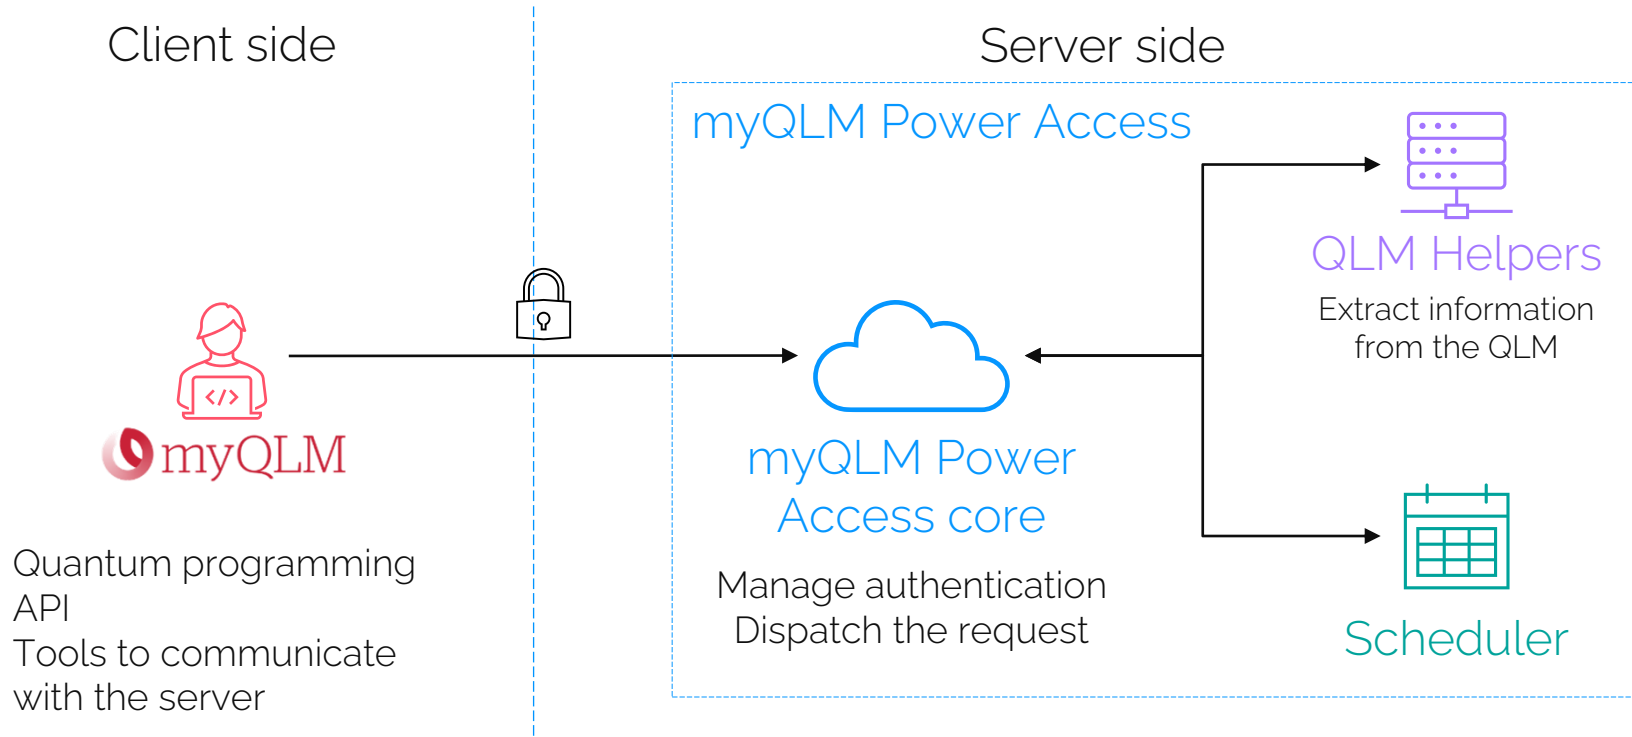 Client side
Server side
myQLM Power Access
QLM Helpers
Extract information
from the QLM
</>
myQLM
myQLM Power
Access core
Quantum programming
API
Tools to communicate
with the server
Manage authentication
Dispatch the request
Scheduler